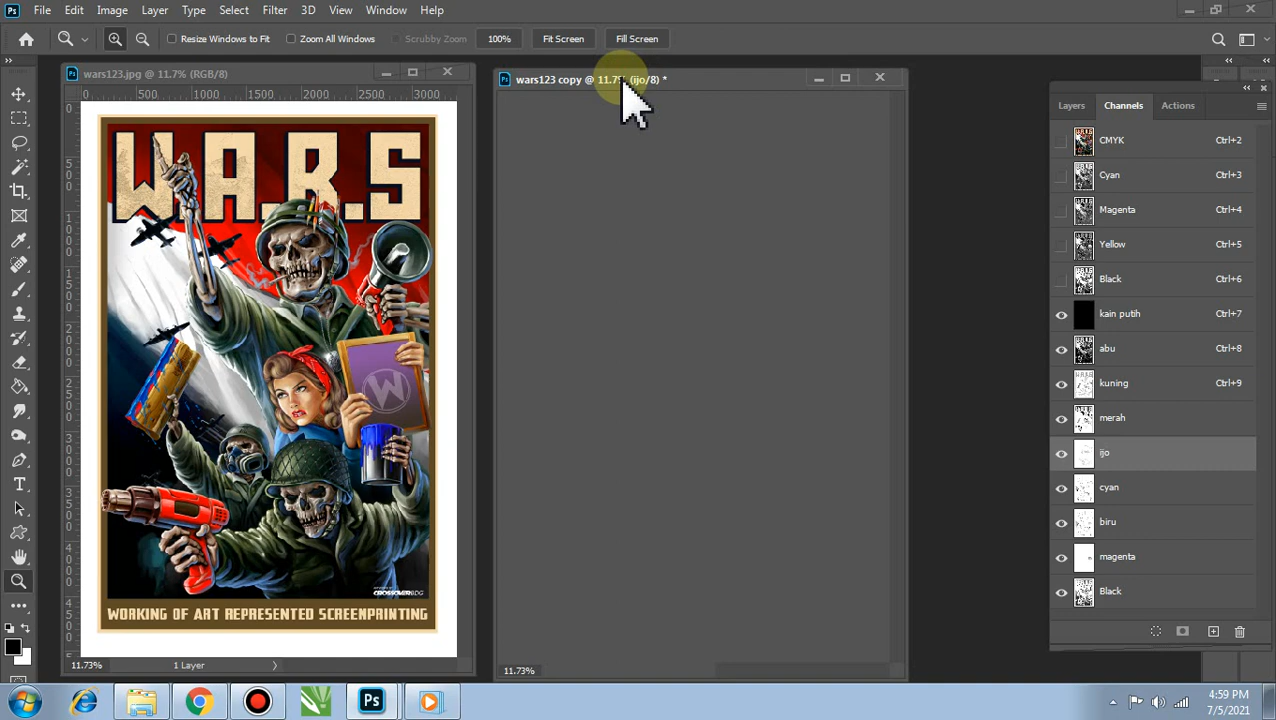 File Edit Image Layer Type Select Filter 3D View Window Help
Resize Windows to Fit Zoom All Windows Scrubby Zoom 100% Fit Screen Fill Screen
wars123.jpg @ 11.7% (RGB/8)
0 500 1000 1500 2000 2500 3000
W.A.R.S
W
CROSSOVERBDG
WORKING OF ART REPRESENTED SCREENPRINTING
11.73% 1 Layer
wars123 copy @ 11.7% (ijo/8) *
11.73%
Layers Channels Actions
CMYK Ctrl+2
Cyan Ctrl+3
Magenta Ctrl+4
Yellow Ctrl+5
Black Ctrl+6
kain putih Ctrl+7
abu Ctrl+8
kuning Ctrl+9
merah
ijo
cyan
biru
magenta
Black
4:59 PM
7/5/2021